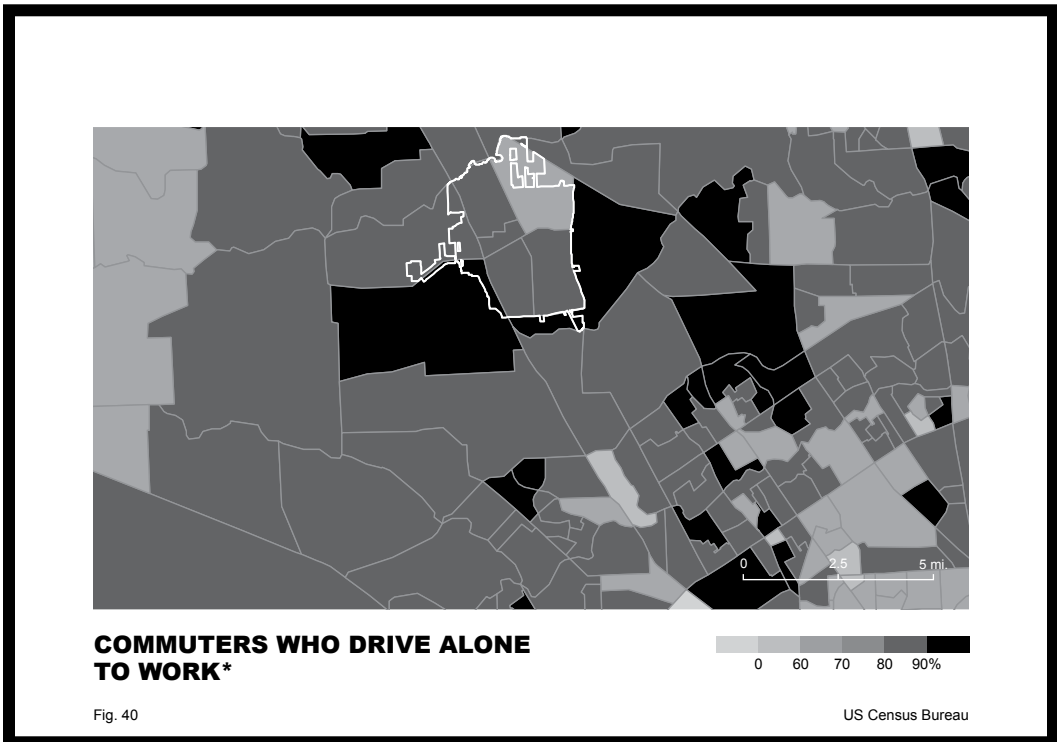 0 2.5 5 mi.
COMMUTERS WHO DRIVE ALONE
TO WORK*
0 60 70 80 90%
Fig. 40
US Census Bureau